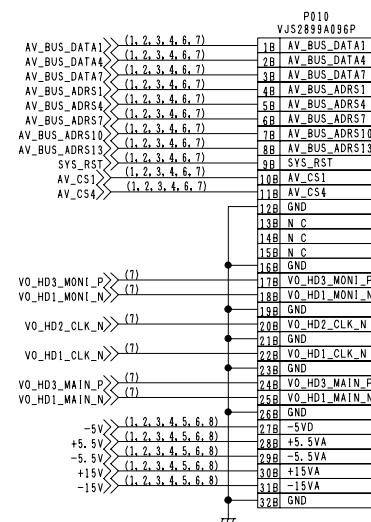 P010
VJS2899A096P
AV_BUS_DATA1 (1, 2, 3, 4, 6, 7) 1B AV_BUS_DATA1
AV_BUS_DATA4 (1, 2, 3, 4, 6, 7) 2B AV_BUS_DATA4
AV_BUS_DATA7 (1, 2, 3, 4, 6, 7) 3B AV_BUS_DATA7
AV_BUS_ADRS1 (1, 2, 3, 4, 6, 7) 4B AV_BUS_ADRS1
AV_BUS_ADRS4 (1, 2, 3, 4, 6, 7) 5B AV_BUS_ADRS4
AV_BUS_ADRS7 (1, 2, 3, 4, 6, 7) 6B AV_BUS_ADRS7
AV_BUS_ADRS10 (1, 2, 3, 4, 6, 7) 7B AV_BUS_ADRS10
AV_BUS_ADRS13 (1, 2, 3, 4, 6, 7) 8B AV_BUS_ADRS13
SYS_RST (1, 2, 3, 4, 6, 7) 9B SYS_RST
AV_CS1 (1, 2, 3, 4, 6, 7) 10B AV_CS1
AV_CS4 (1, 2, 3, 4, 6, 7) 11B AV_CS4
12B GND
13B N C
14B N C
15B N C
16B GND
VO_HD3_MONI_P (7) 17B VO_HD3_MONI_P
VO_HD1_MONI_N (7) 18B VO_HD1_MONI_N
19B GND
VO_HD2_CLK_N (7) 20B VO_HD2_CLK_N
21B GND
VO_HD1_CLK_N (7) 22B VO_HD1_CLK_N
23B GND
VO_HD3_MAIN_P (7) 24B VO_HD3_MAIN_P
VO_HD1_MAIN_N (7) 25B VO_HD1_MAIN_N
26B GND
-5V (1, 2, 3, 4, 5, 6, 8) 27B -5VD
+5. 5V (1, 2, 3, 4, 5, 6, 8) 28B +5. 5VA
-5. 5V (1, 2, 3, 4, 5, 6, 8) 29B -5. 5VA
+15V (1, 2, 3, 4, 5, 6, 8) 30B +15VA
-15V (1, 2, 3, 4, 5, 6, 8) 31B -15VA
32B GND